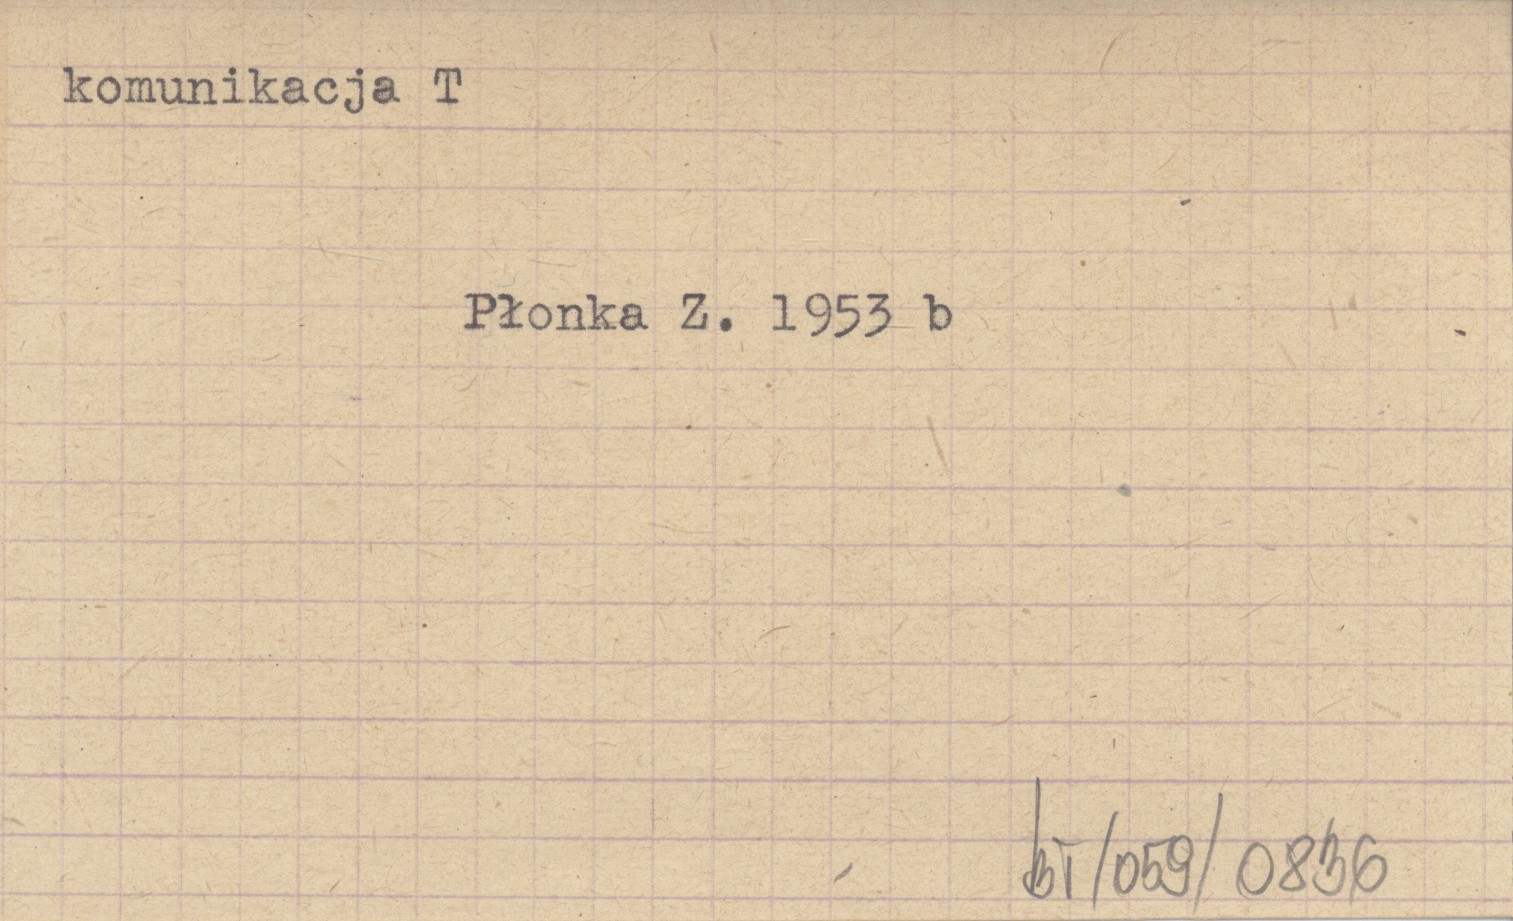 komunikacja T
Płonka Z. 1953 b
BT/059/0836